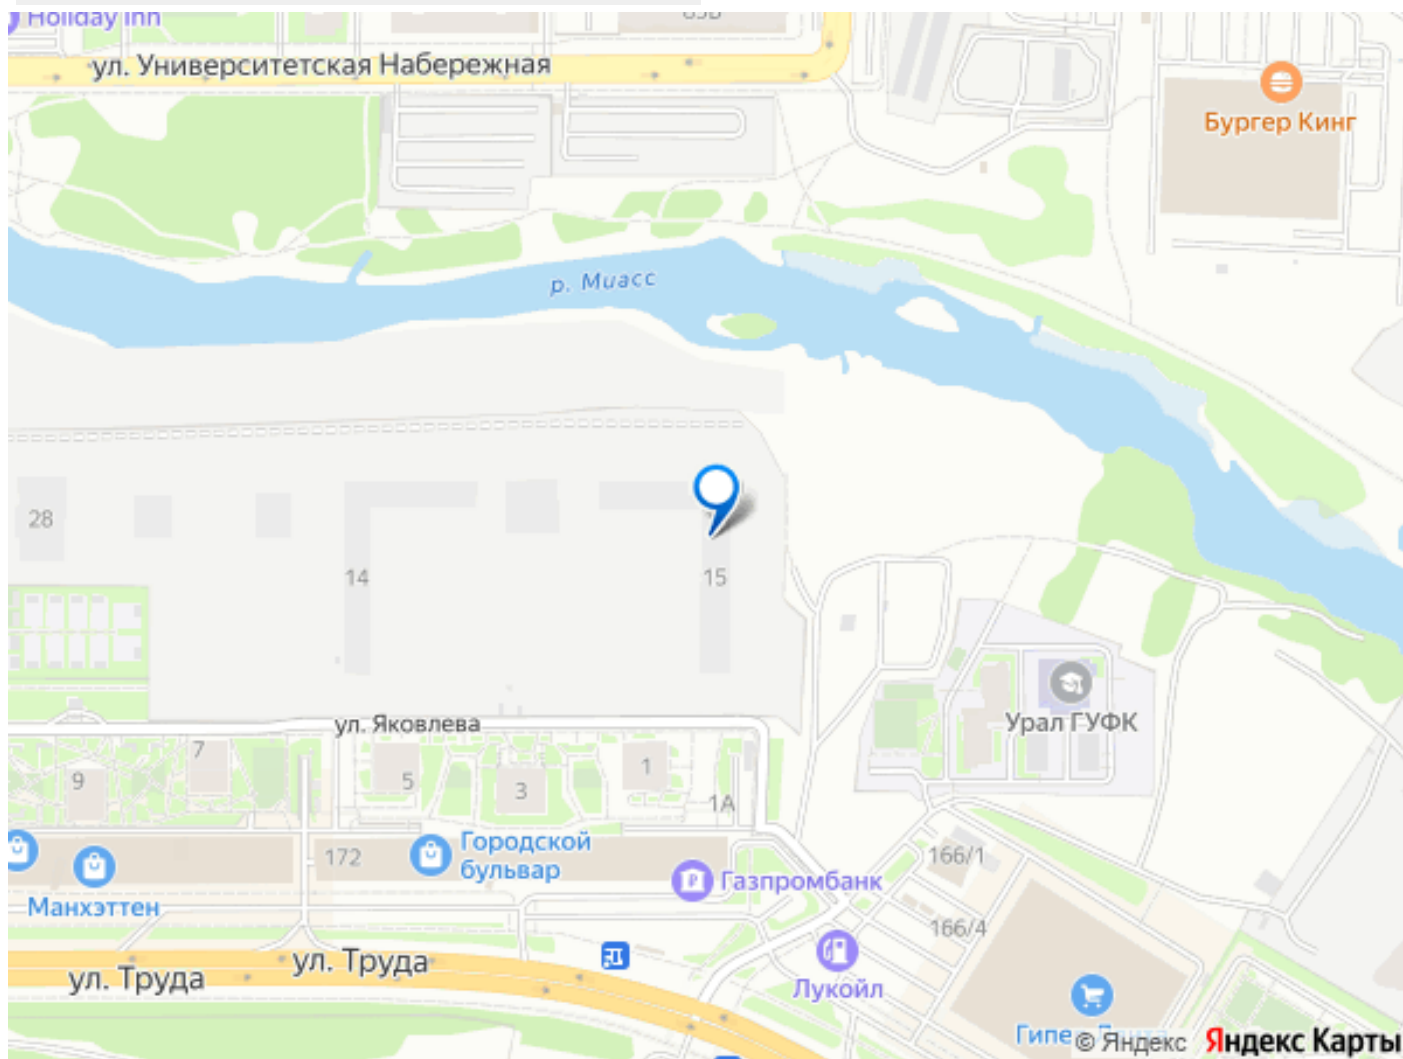 Holiday Inn
ул. Университетская Набережная
Бургер Кинг
р. Миасс
28
14
15
ул. Яковлева
Урал ГУФК
7
9
5
3
1
1А
172
Городской
бульвар
166/1
Газпромбанк
Манхэттен
166/4
ул. Труда
ул. Труда
Лукойл
© Яндекс
Яндекс Карты